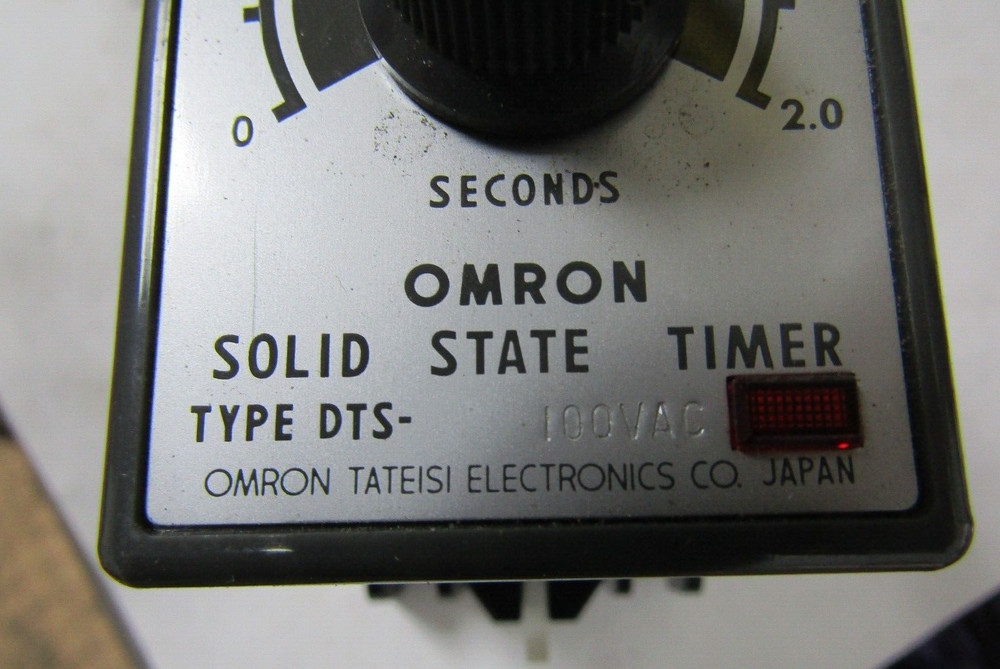 0 2.0
SECONDS
OMRON
SOLID STATE TIMER
TYPE DTS- 100VAC
OMRON TATEISI ELECTRONICS CO. JAPAN